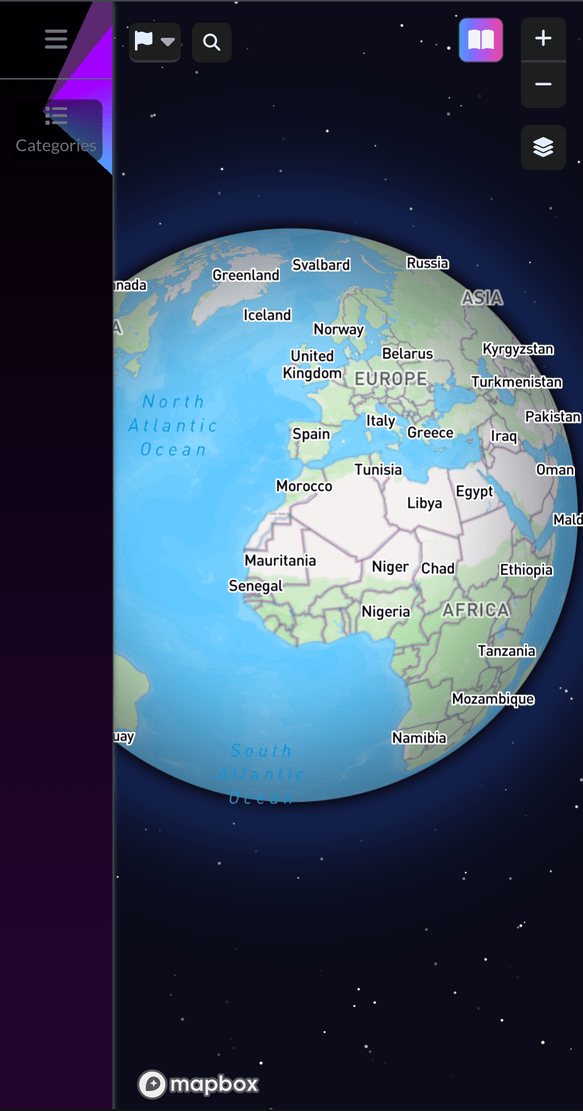 Categories
Svalbard
Russia
Greenland
nada
ASIA
Iceland
A
Norway
Kyrgyzstan
Belarus
United
Kingdom
EUROPE
Turkmenistan
North
Atlantic
Ocean
Pakistan
Italy
Greece
Spain
Iraq
Tunisia
Oman
Morocco
Egypt
Libya
Mald
Mauritania
Niger
Chad
Ethiopia
Senegal
Nigeria
AFRICA
Tanzania
Mozambique
uay
Namibia
South
Atlantic
Ocean
mapbox